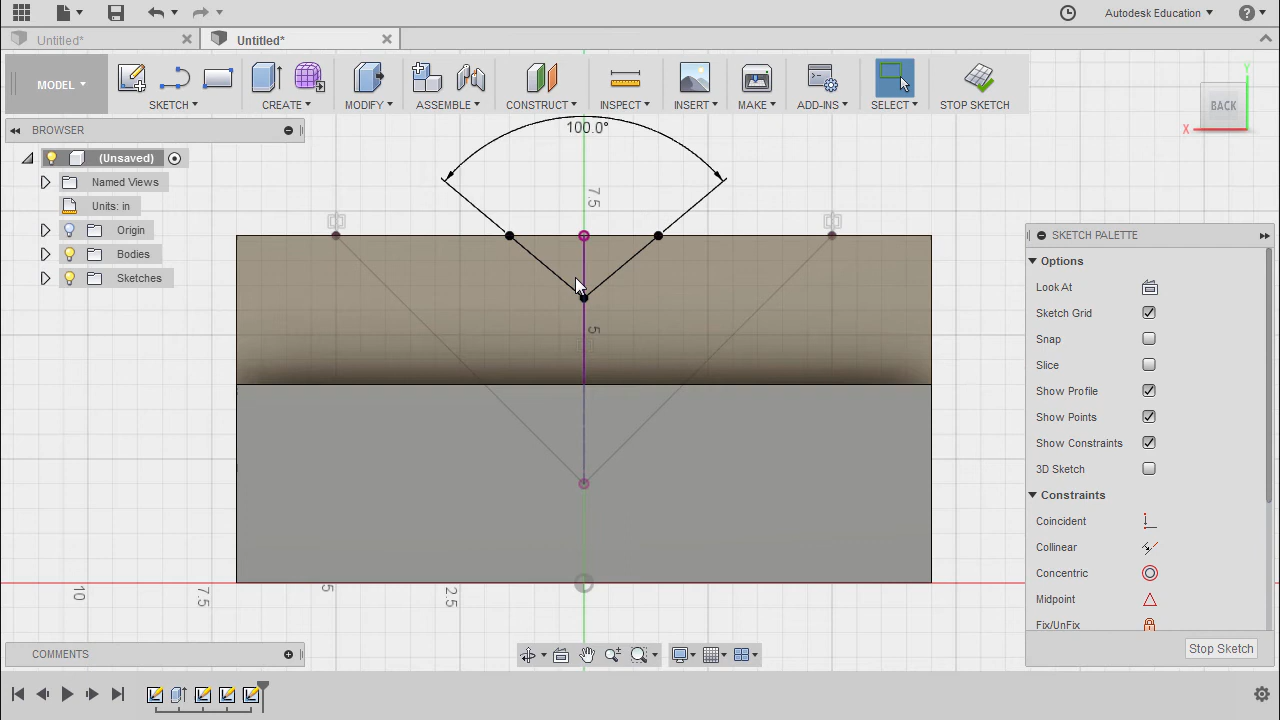 Autodesk Education
Untitled*
Untitled*
MODEL
SKETCH
CREATE
MODIFY
ASSEMBLE
CONSTRUCT
INSPECT
INSERT
MAKE
ADD-INS
SELECT
STOP SKETCH
BROWSER
(Unsaved)
Named Views
Units: in
Origin
Bodies
Sketches
100.0°
7.5
5
10
7.5
5
2.5
Y
BACK
X
SKETCH PALETTE
Options
Look At
Sketch Grid
Snap
Slice
Show Profile
Show Points
Show Constraints
3D Sketch
Constraints
Coincident
Collinear
Concentric
Midpoint
Fix/UnFix
Stop Sketch
COMMENTS